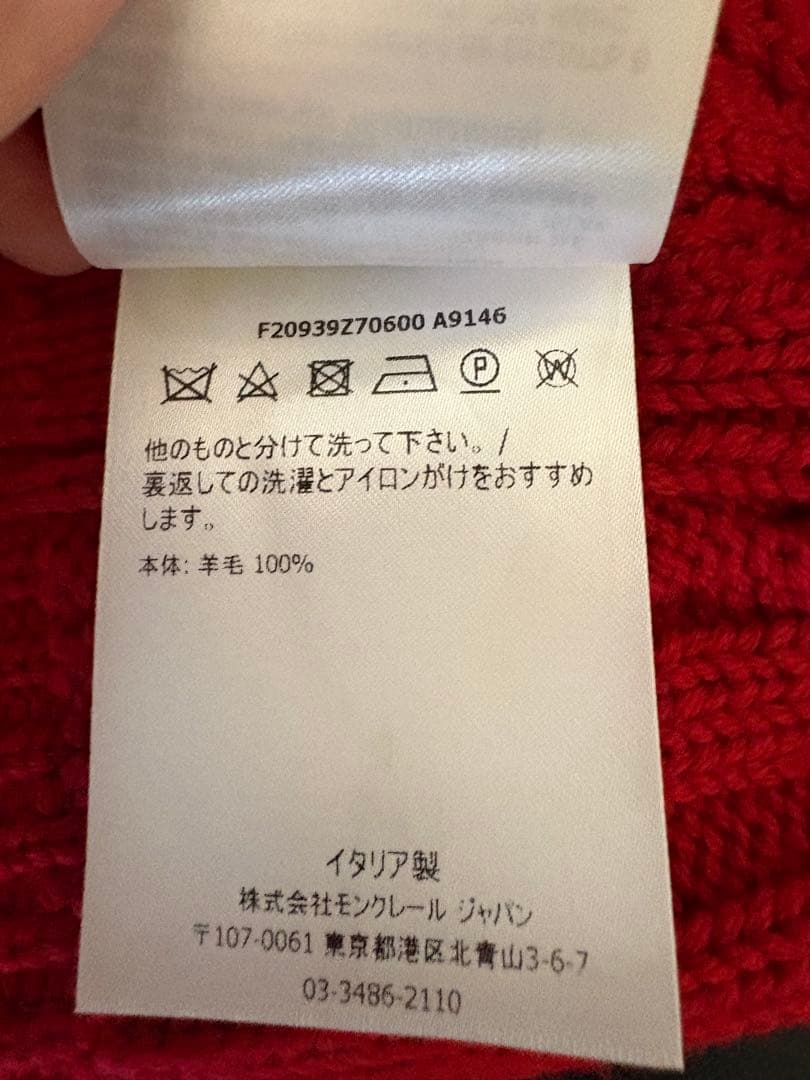 F20939Z70600 A9146
P W
他のものと分けて洗って下さい。/
裏返しての洗濯とアイロンがけをおすすめ
します。
本体: 羊毛 100%
イタリア製
株式会社モンクレール ジャパン
〒107-0061 東京都港区北青山3-6-7
03-3486-2110